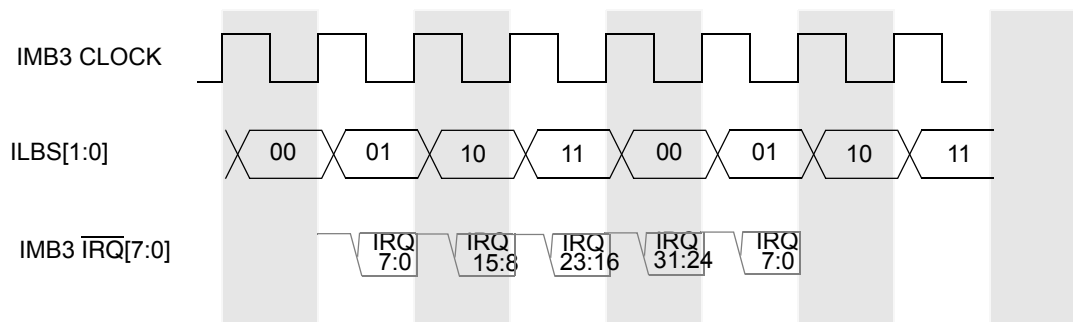 IMB3 CLOCK
ILBS[1:0] 00 01 10 11 00 01 10 11
IMB3 IRQ[7:0]
IRQ 7:0
IRQ 15:8
IRQ 23:16
IRQ 31:24
IRQ 7:0